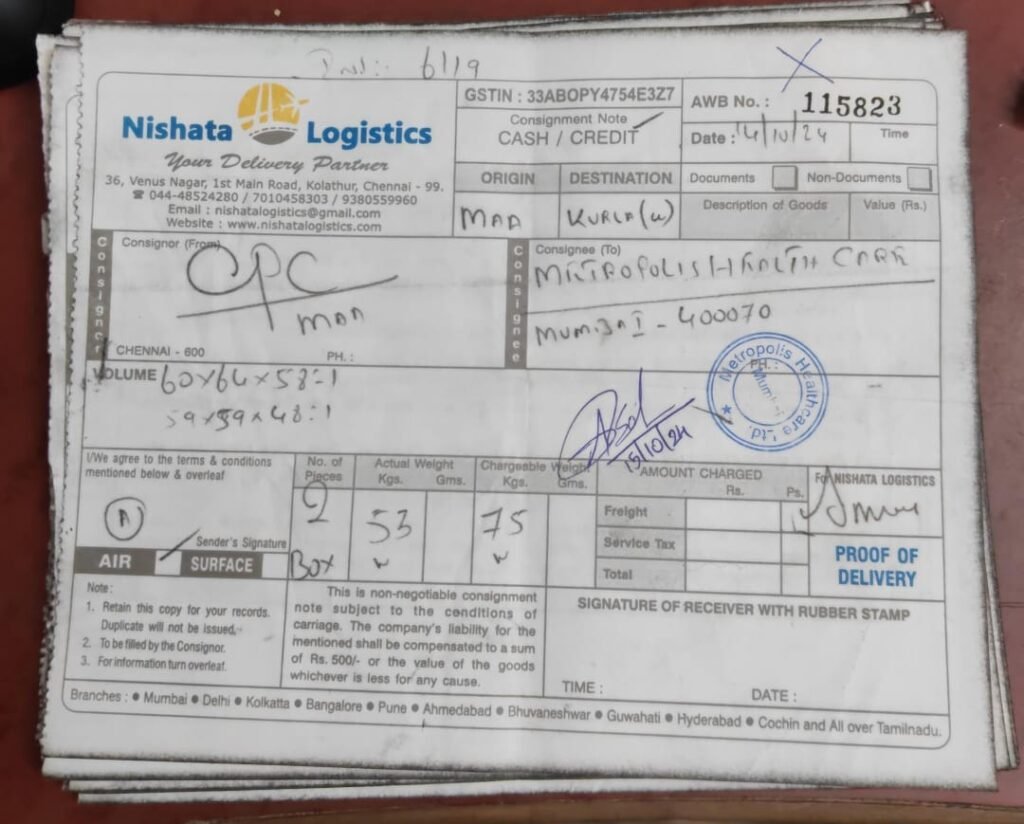 Inv :- 6119
Nishata Logistics
Your Delivery Partner
36, Venus Nagar, 1st Main Road, Kolathur, Chennai - 99.
☎ 044-48524280 / 7010458303 / 9380559960
Email : nishatalogistics@gmail.com
Website : www.nishatalogistics.com
GSTIN : 33ABOPY4754E3Z7
Consignment Note
CASH / CREDIT
AWB No. : 115823
Date : 14/10/24
Time
ORIGIN
DESTINATION
MAA
KURLA (W)
Documents
Non-Documents
Description of Goods
Value (Rs.)
Consigner
Consignor (From)
CPC
MAA
CHENNAI - 600
PH. :
Consignee
Consignee (To)
METROPOLIS HEALTH CARE
MUMBAI - 400070
PH. :
Metropolis Healthcare Ltd. ★
Mumbai
VOLUME 60x64x58:1
59x59x48:1
15/10/24
I/We agree to the terms & conditions
mentioned below & overleaf
Sender's Signature
AIR
SURFACE
No. of
Pieces
2
BOX
Actual Weight
Kgs. Gms.
53
Chargeable Weight
Kgs. Gms.
75
AMOUNT CHARGED
Rs. Ps.
Freight
Service Tax
Total
For NISHATA LOGISTICS
PROOF OF
DELIVERY
Note:
1. Retain this copy for your records.
Duplicate will not be issued.
2. To be filled by the Consignor.
3. For information turn overleaf.
This is non-negotiable consignment
note subject to the conditions of
carriage. The company's liability for the
mentioned shall be compensated to a sum
of Rs. 500/- or the value of the goods
whichever is less for any cause.
SIGNATURE OF RECEIVER WITH RUBBER STAMP
TIME :
DATE :
Branches : ● Mumbai ● Delhi ● Kolkatta ● Bangalore ● Pune ● Ahmedabad ● Bhuvaneshwar ● Guwahati ● Hyderabad ● Cochin and All over Tamilnadu.